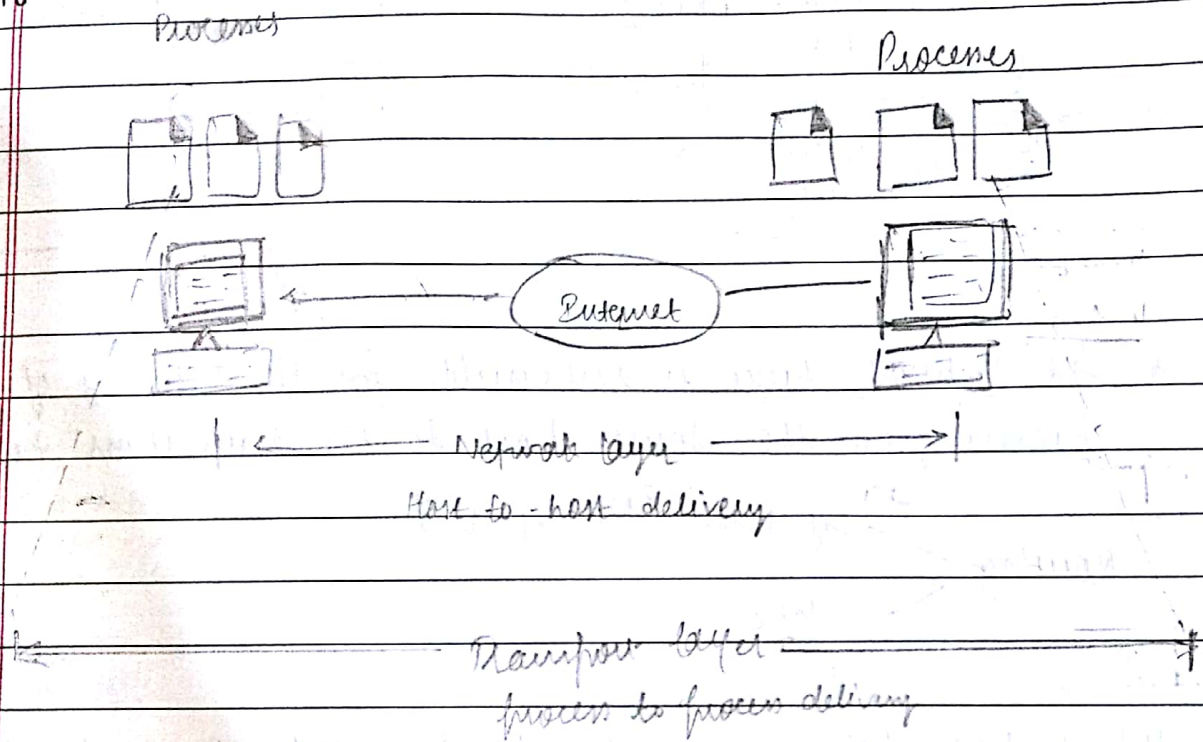 Processes
Processes
Internet
Network layer
Host to - host delivery
Transport layer
process to process delivery